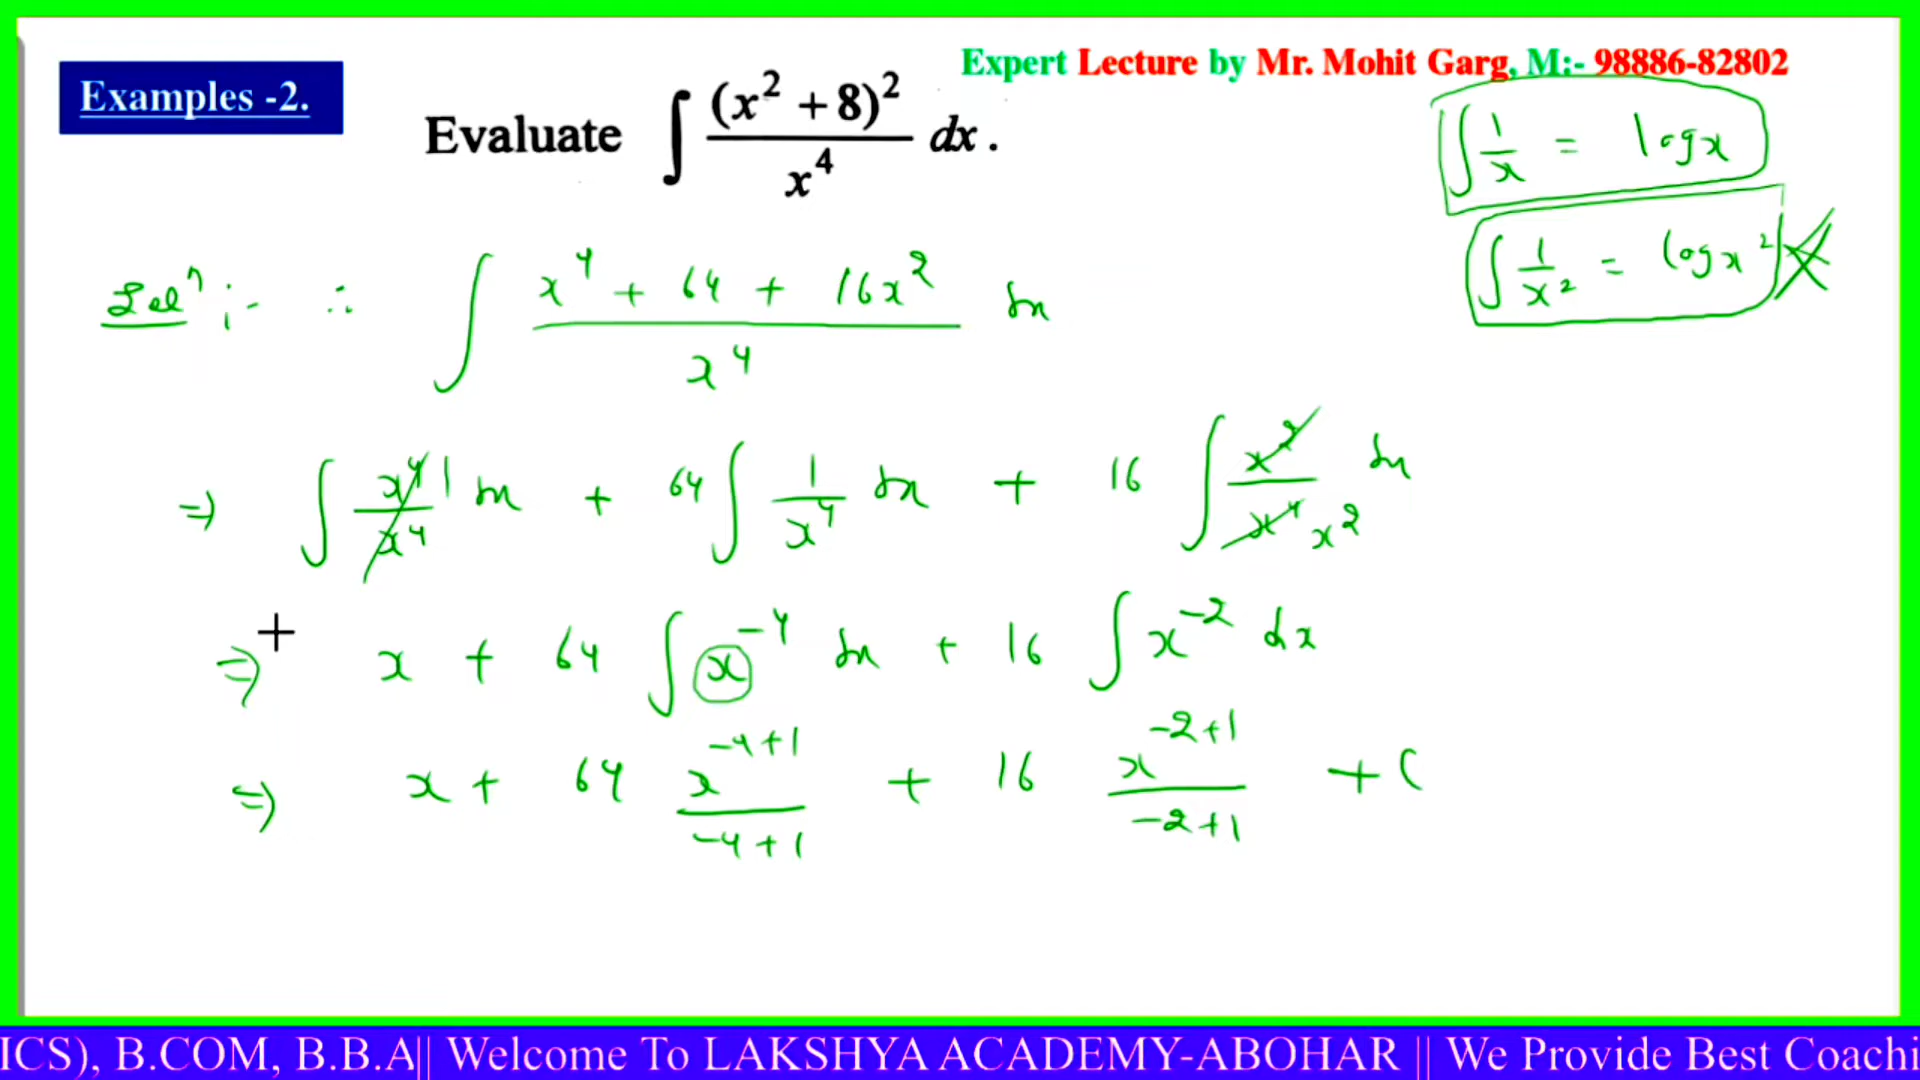 Expert Lecture by Mr. Mohit Garg, M:- 98886-82802
Examples -2.
Evaluate ∫ (x² + 8)² / x⁴ dx .
∫ 1/x = log x
∫ 1/x² = log x²
Solⁿ :- ∴ ∫ (x⁴ + 64 + 16x²) / x⁴ dx
⇒ ∫ x⁴/x⁴ 1 dx + 64 ∫ 1/x⁴ dx + 16 ∫ x²/x⁴ x² dx
⇒ x + 64 ∫ x⁻⁴ dx + 16 ∫ x⁻² dx
⇒ x + 64 x⁻⁴⁺¹/(-4+1) + 16 x⁻²⁺¹/(-2+1) + C
ICS), B.COM, B.B.A|| Welcome To LAKSHYA ACADEMY-ABOHAR || We Provide Best Coachi